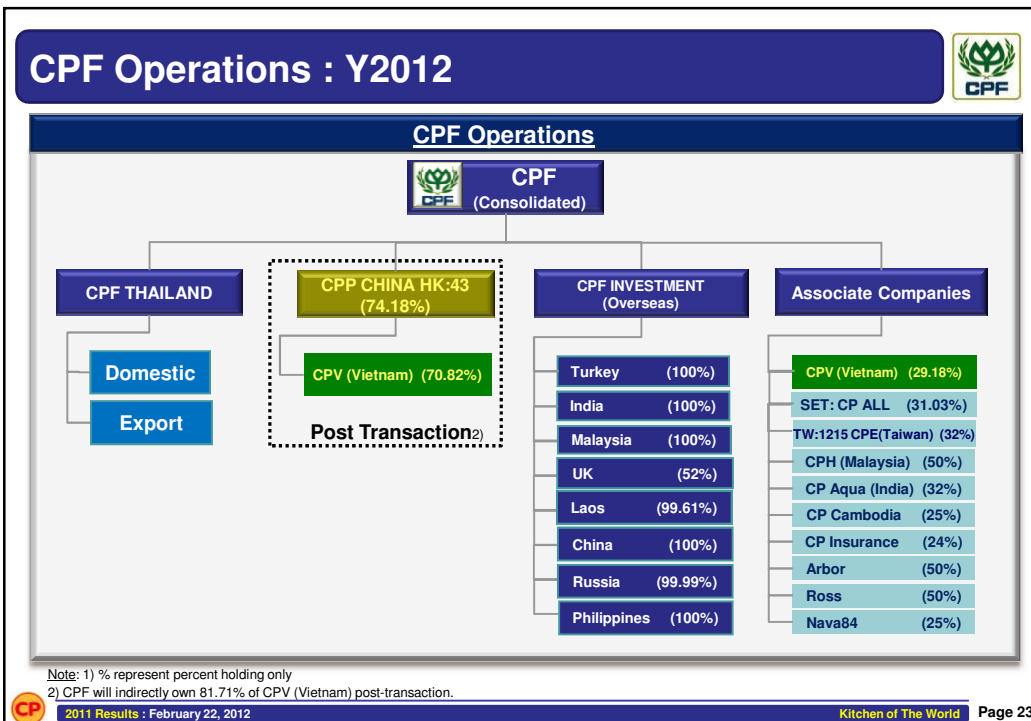 CPF Operations : Y2012
CPF
CPF Operations
CPF
CPF
(Consolidated)
CPF THAILAND
Domestic
Export
CPP CHINA HK:43
(74.18%)
CPV (Vietnam) (70.82%)
Post Transaction2)
CPF INVESTMENT
(Overseas)
Turkey (100%)
India (100%)
Malaysia (100%)
UK (52%)
Laos (99.61%)
China (100%)
Russia (99.99%)
Philippines (100%)
Associate Companies
CPV (Vietnam) (29.18%)
SET: CP ALL (31.03%)
TW:1215 CPE(Taiwan) (32%)
CPH (Malaysia) (50%)
CP Aqua (India) (32%)
CP Cambodia (25%)
CP Insurance (24%)
Arbor (50%)
Ross (50%)
Nava84 (25%)
Note: 1) % represent percent holding only
2) CPF will indirectly own 81.71% of CPV (Vietnam) post-transaction.
CP 2011 Results : February 22, 2012 Kitchen of The World Page 23